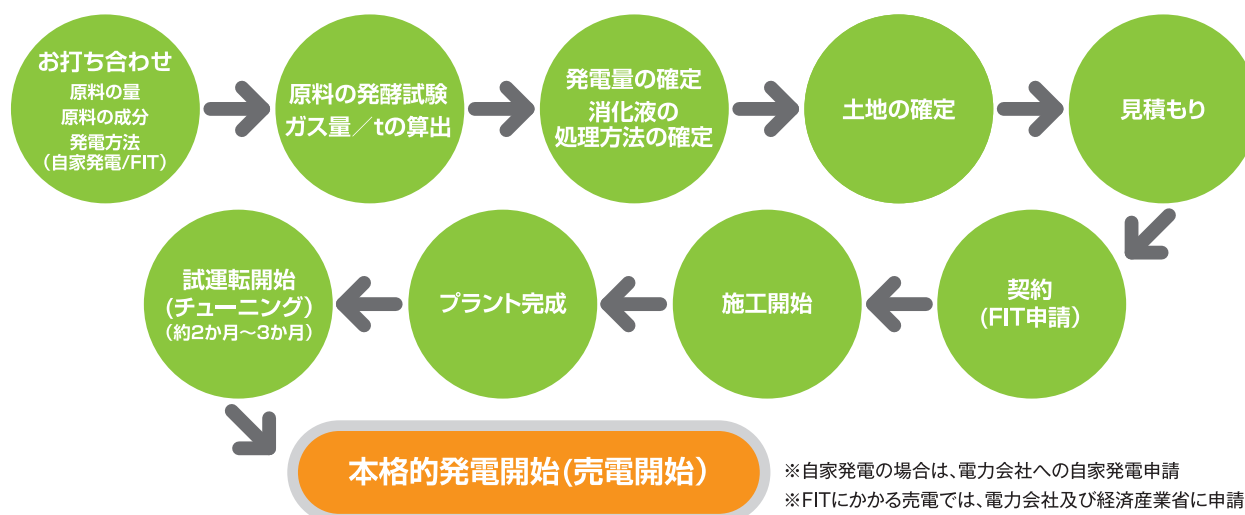 お打ち合わせ
原料の量
原料の成分
発電方法
(自家発電/FIT)
原料の発酵試験
ガス量／tの算出
発電量の確定
消化液の
処理方法の確定
土地の確定
見積もり
契約
(FIT申請)
施工開始
プラント完成
試運転開始
(チューニング)
(約2か月～3か月)
本格的発電開始(売電開始)
※自家発電の場合は、電力会社への自家発電申請
※FITにかかる売電では、電力会社及び経済産業省に申請